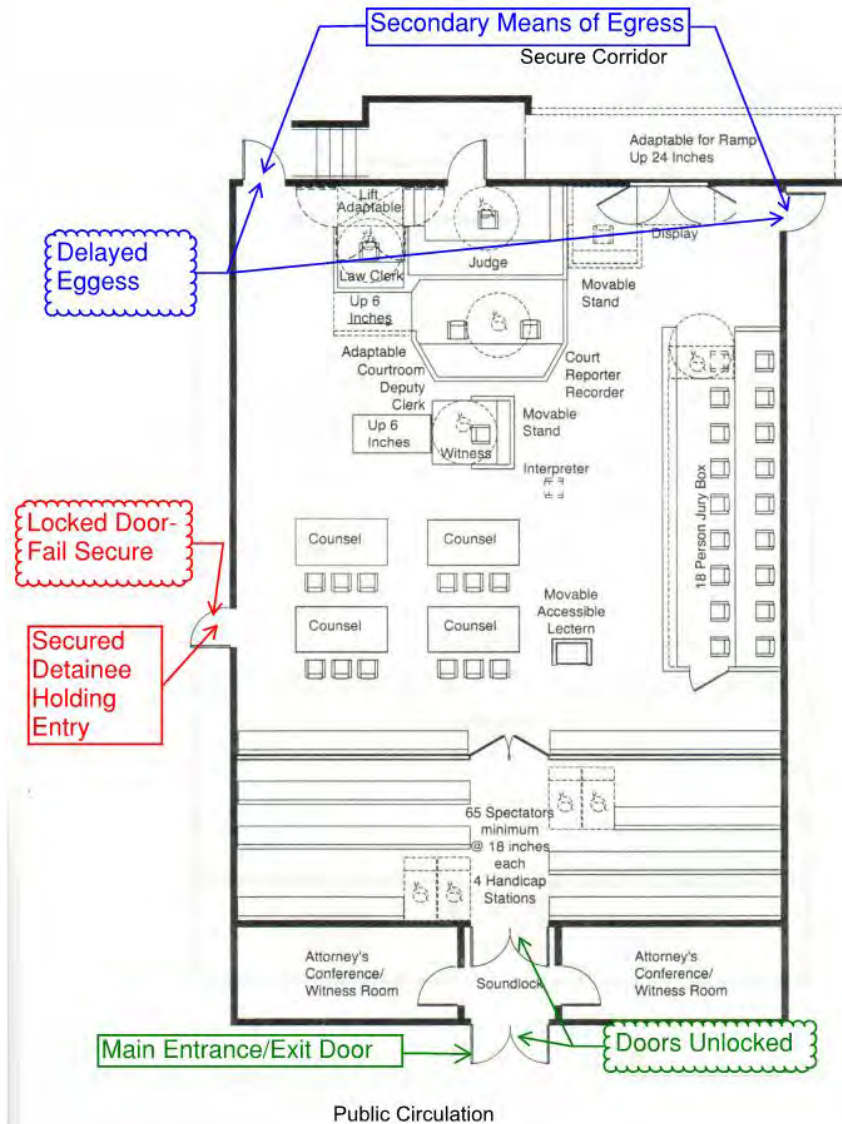 Secondary Means of Egress
Secure Corridor
Adaptable for Ramp
Up 24 Inches
Lift
Adaptable
Delayed
Eggess
Law Clerk
Judge
Display
Up 6
Inches
Movable
Stand
Adaptable
Courtroom
Deputy
Clerk
Court
Reporter
Recorder
Up 6
Inches
Witness
Movable
Stand
Interpreter
18 Person Jury Box
Locked Door-
Fail Secure
Counsel
Counsel
Movable
Accessible
Lectern
Counsel
Counsel
Secured
Detainee
Holding
Entry
65 Spectators
minimum
@ 18 inches
each
4 Handicap
Stations
Attorney's
Conference/
Witness Room
Soundlock
Attorney's
Conference/
Witness Room
Main Entrance/Exit Door
Doors Unlocked
Public Circulation